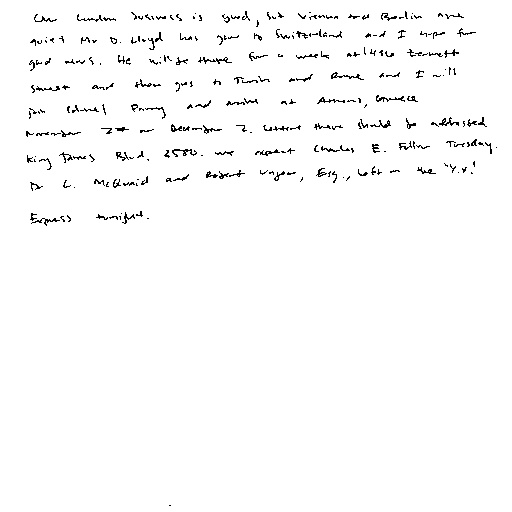 Our London business is good, but Vienna and Berlin are
quiet Mr D. Lloyd has gone to Switzerland and I hope for
good news. He will be there for a week at 1496 Zermott
Street and then goes to Turin and Rome and I will
join Colonel Parry and arrive at Athens, Greece
November 27th or December 2. Letters there should be addressed
King James Blvd. 3580. We expect Charles E. Fuller Tuesday.
Dr L. McQuaid and Robert Unger, Esq., left on the "Y.X."
Express tonight.